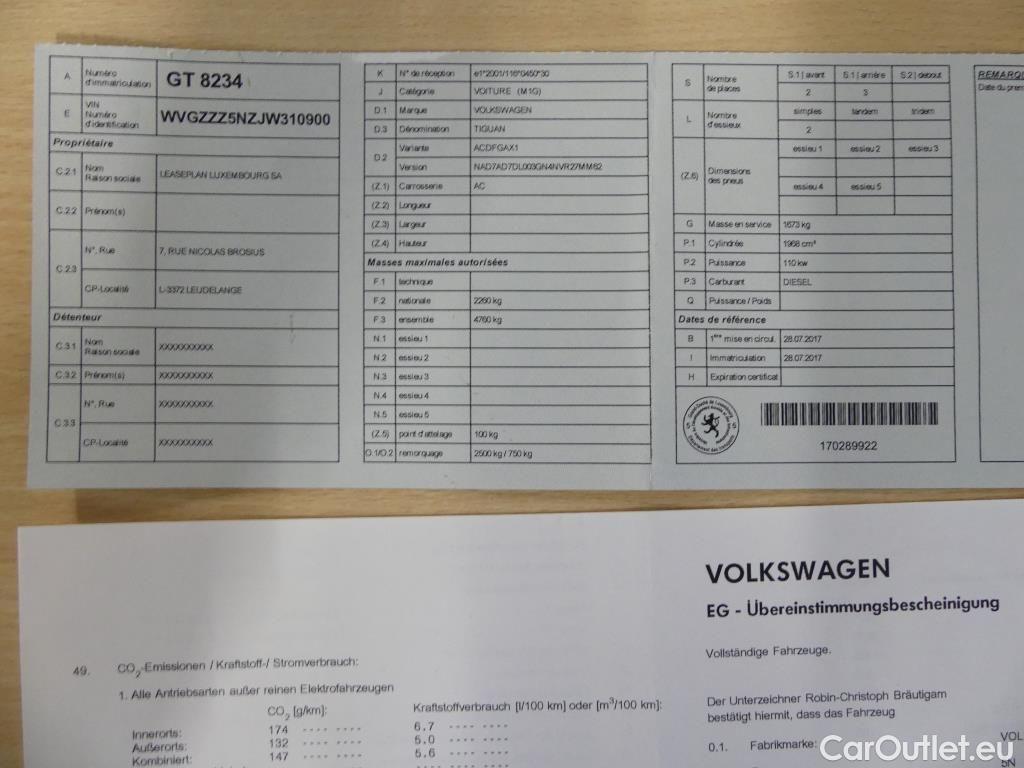 A Numéro d'immatriculation GT 8234
E VIN Numéro d'identification WVGZZZ5NZJW310900
Propriétaire
C.2.1 Nom Raison sociale LEASEPLAN LUXEMBOURG SA
C.2.2 Prénom(s)
C.2.3 N°, Rue 7, RUE NICOLAS BROSIUS
CP-Localité L-3372 LEUDELANGE
Détenteur
C.3.1 Nom Raison sociale XXXXXXXXXX
C.3.2 Prénom(s) XXXXXXXXXX
C.3.3 N°, Rue XXXXXXXXXX
CP-Localité XXXXXXXXXX
K N° de réception e1*2001/116*0450*30
J Catégorie VOITURE (M1G)
D.1 Marque VOLKSWAGEN
D.3 Dénomination TIGUAN
D.2 Variante ACDFGAX1
Version NAD7AD7DL003GN4NVR27MM62
(Z.1) Carrosserie AC
(Z.2) Longueur
(Z.3) Largeur
(Z.4) Hauteur
Masses maximales autorisées
F.1 technique
F.2 nationale 2260 kg
F.3 ensemble 4760 kg
N.1 essieu 1
N.2 essieu 2
N.3 essieu 3
N.4 essieu 4
N.5 essieu 5
(Z.5) point d'attelage 100 kg
O.1/O.2 remorquage 2500 kg / 750 kg
S Nombre de places S.1 | avant S.1 | arrière S.2 | debout
2 3
L Nombre d'essieux simples tandem tridem
2
(Z.6) Dimensions des pneus essieu 1 essieu 2 essieu 3
essieu 4 essieu 5
G Masse en service 1673 kg
P.1 Cylindrée 1968 cm³
P.2 Puissance 110 kw
P.3 Carburant DIESEL
Q Puissance / Poids
Dates de référence
B 1ère mise en circul. 28.07.2017
I Immatriculation 28.07.2017
H Expiration certificat
170289922
REMARQ
Date du prem
VOLKSWAGEN
EG - Übereinstimmungsbescheinigung
Vollständige Fahrzeuge.
Der Unterzeichner Robin-Christoph Bräutigam
bestätigt hiermit, dass das Fahrzeug
0.1. Fabrikmarke: VOL
5N
49. CO2-Emissionen / Kraftstoff-/ Stromverbrauch:
1. Alle Antriebsarten außer reinen Elektrofahrzeugen
CO2 [g/km]: Kraftstoffverbrauch [l/100 km] oder [m³/100 km]:
Innerorts: 174 ---- ---- 6.7 ---- ----
Außerorts: 132 ---- ---- 5.0 ---- ----
Kombiniert: 147 ---- ---- 5.6 ---- ----
CarOutlet.eu